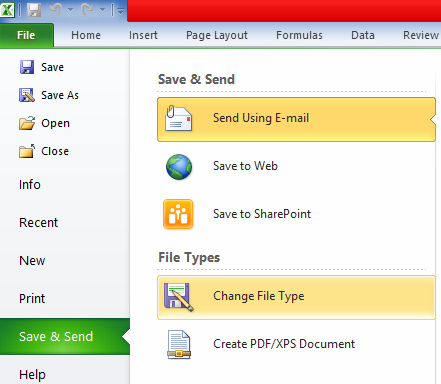 File Home Insert Page Layout Formulas Data Review
Save
Save As
Open
Close
Info
Recent
New
Print
Save & Send
Help
Save & Send
Send Using E-mail
Save to Web
Save to SharePoint
File Types
Change File Type
Create PDF/XPS Document